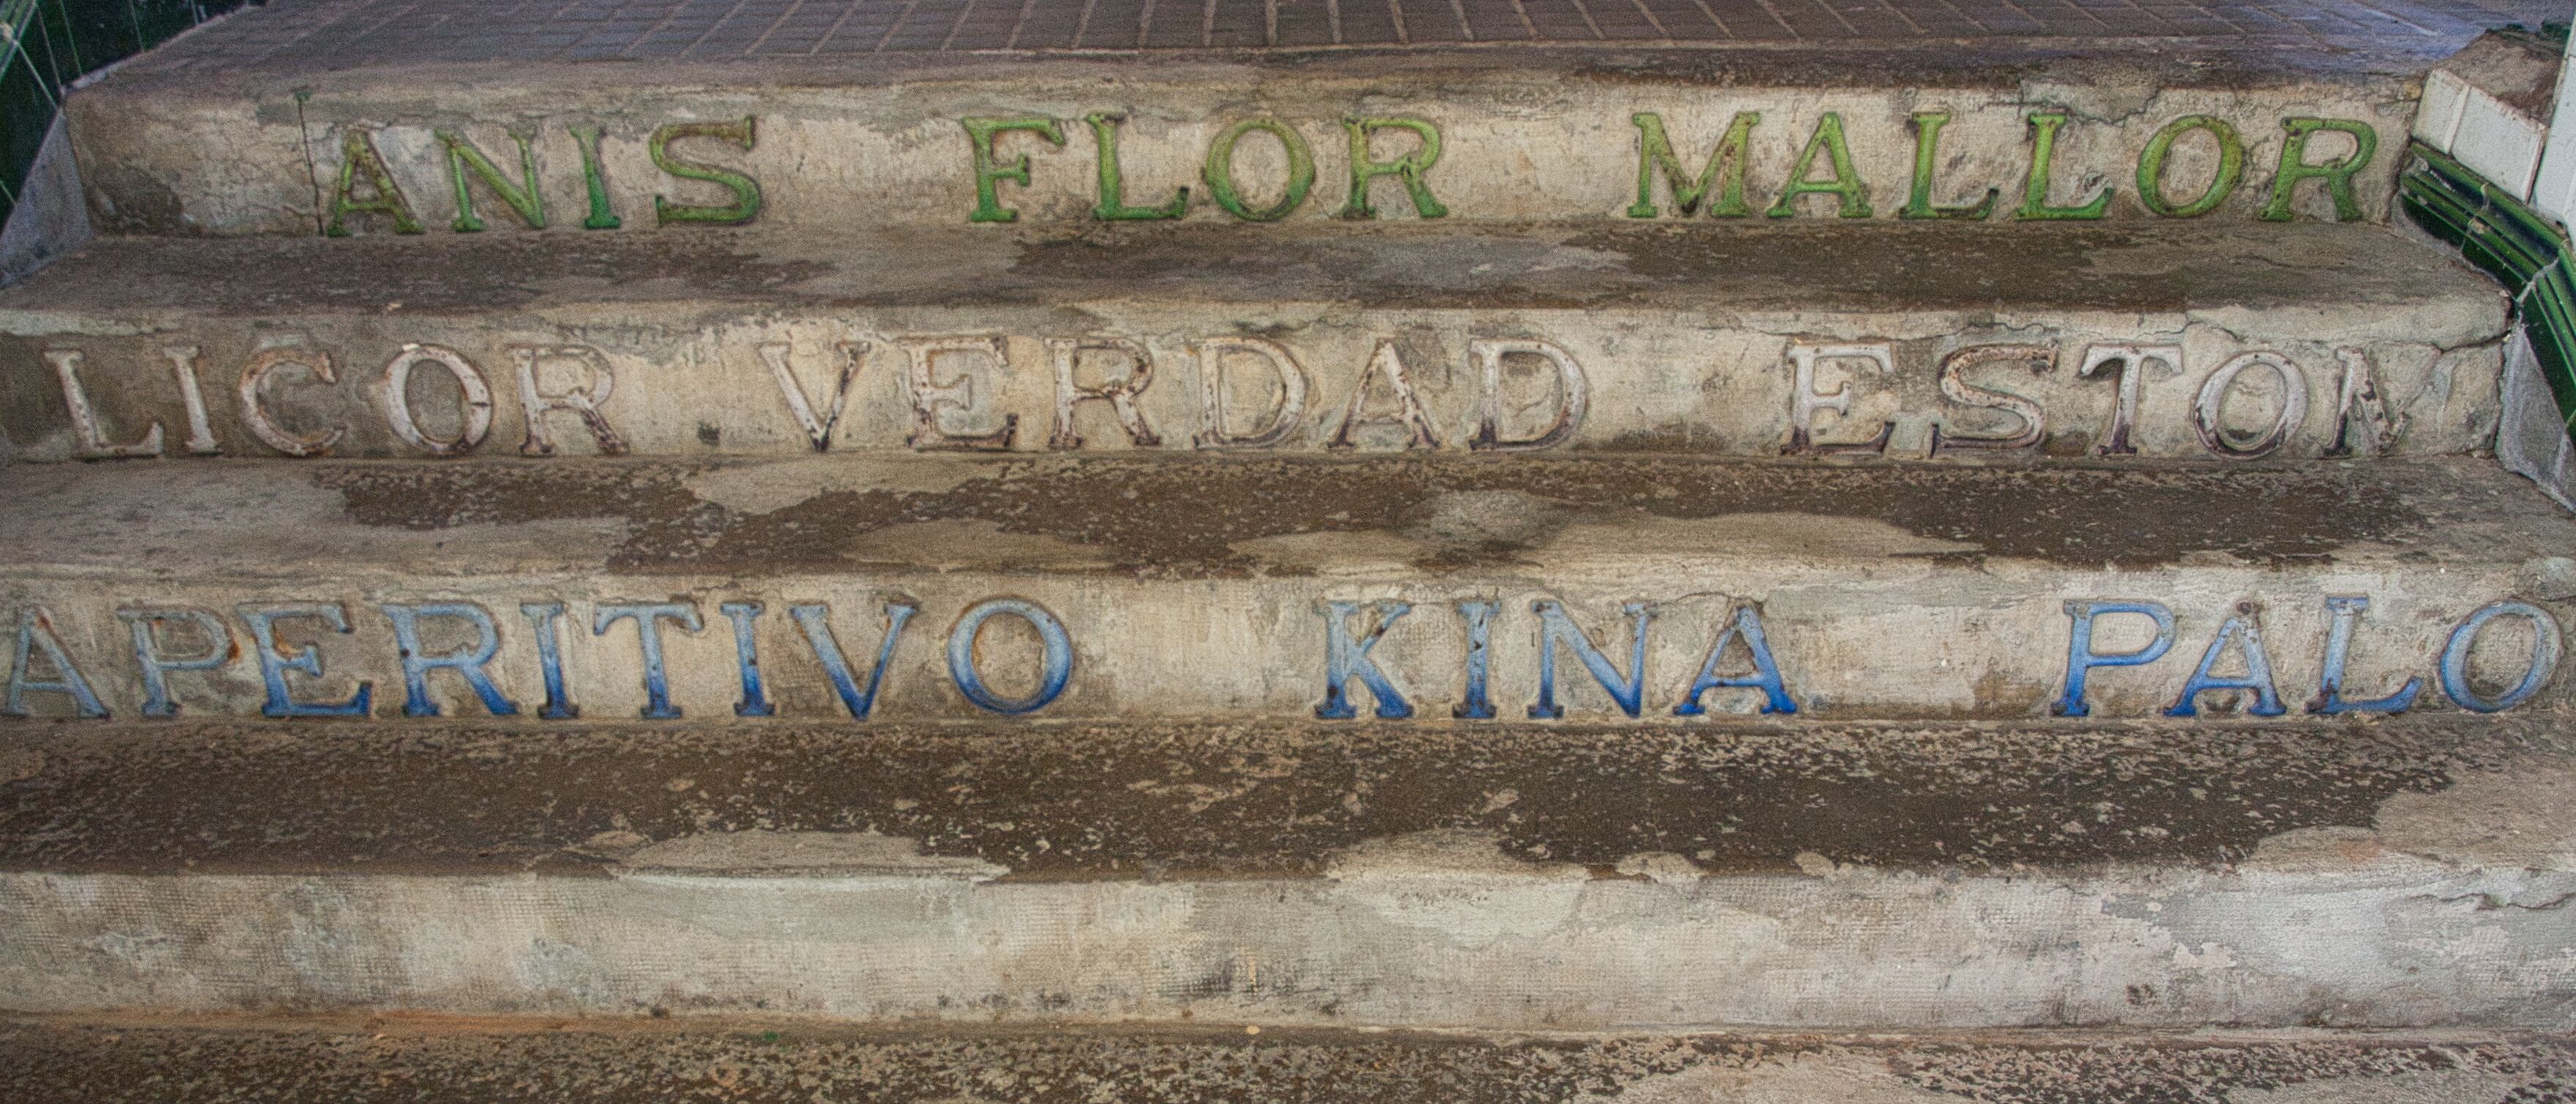 ANIS FLOR MALLOR
LICOR VERDAD ESTOM
APERITIVO KINA PALO